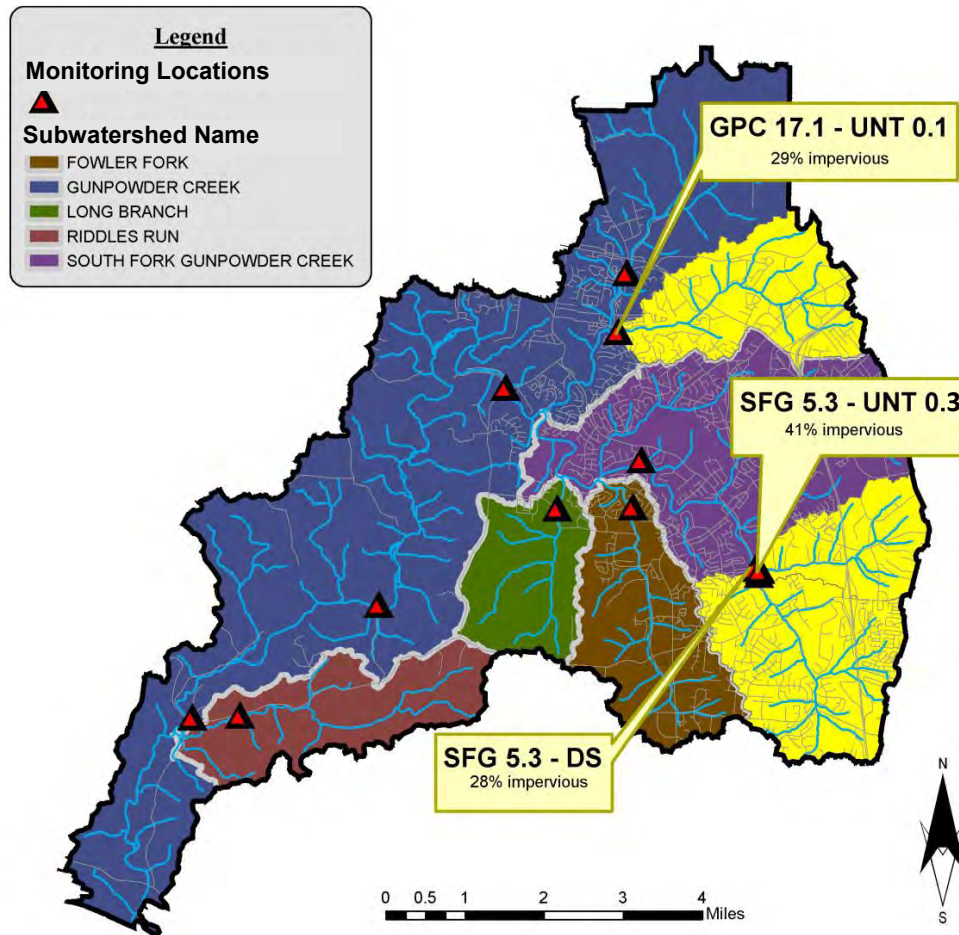 Legend
Monitoring Locations
Subwatershed Name
FOWLER FORK
GUNPOWDER CREEK
LONG BRANCH
RIDDLES RUN
SOUTH FORK GUNPOWDER CREEK
GPC 17.1 - UNT 0.1
29% impervious
SFG 5.3 - UNT 0.3
41% impervious
SFG 5.3 - DS
28% impervious
N
S
0 0.5 1 2 3 4
Miles